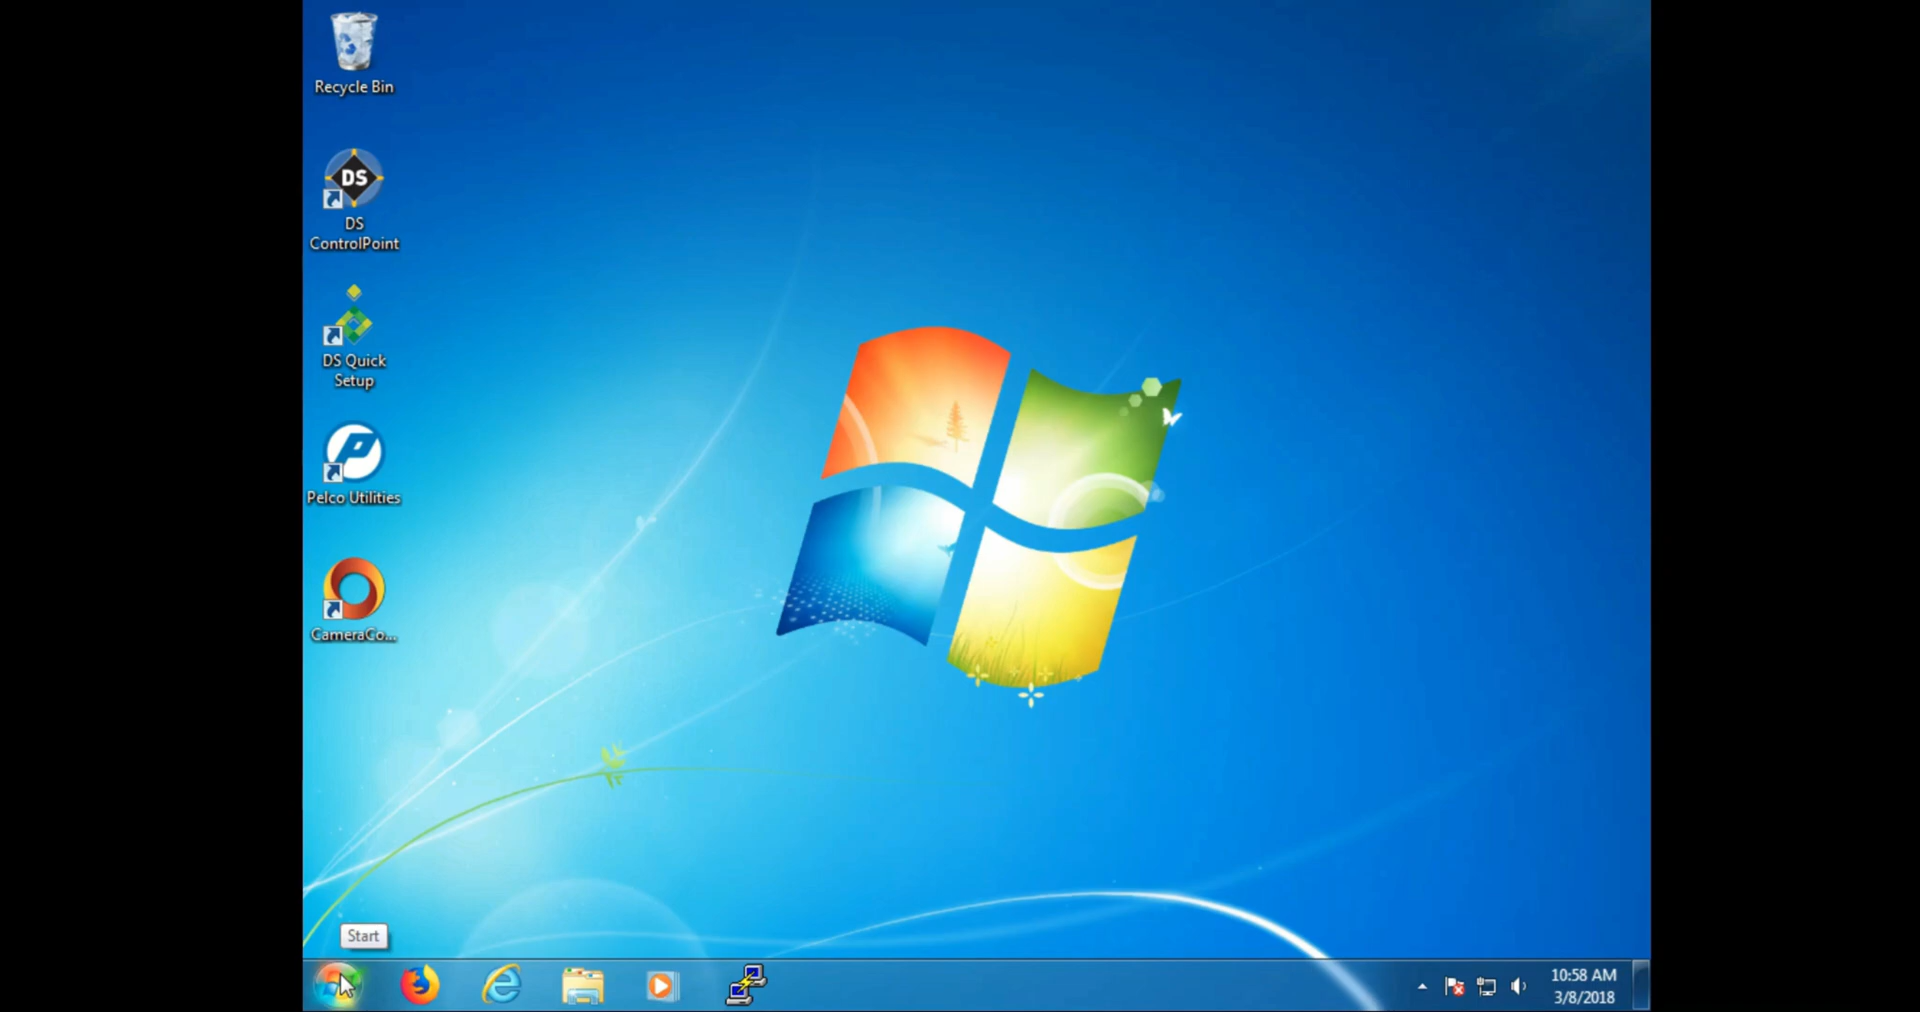 Recycle Bin
DS
DS
ControlPoint
DS Quick
Setup
Pelco Utilities
CameraCo...
Start
10:58 AM
3/8/2018